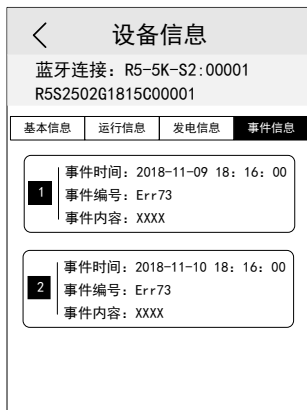 设备信息
蓝牙连接：R5-5K-S2:00001
R5S2502G1815C00001
基本信息 运行信息 发电信息 事件信息
1
事件时间：2018-11-09 18：16：00
事件编号：Err73
事件内容：XXXX
2
事件时间：2018-11-10 18：16：00
事件编号：Err73
事件内容：XXXX